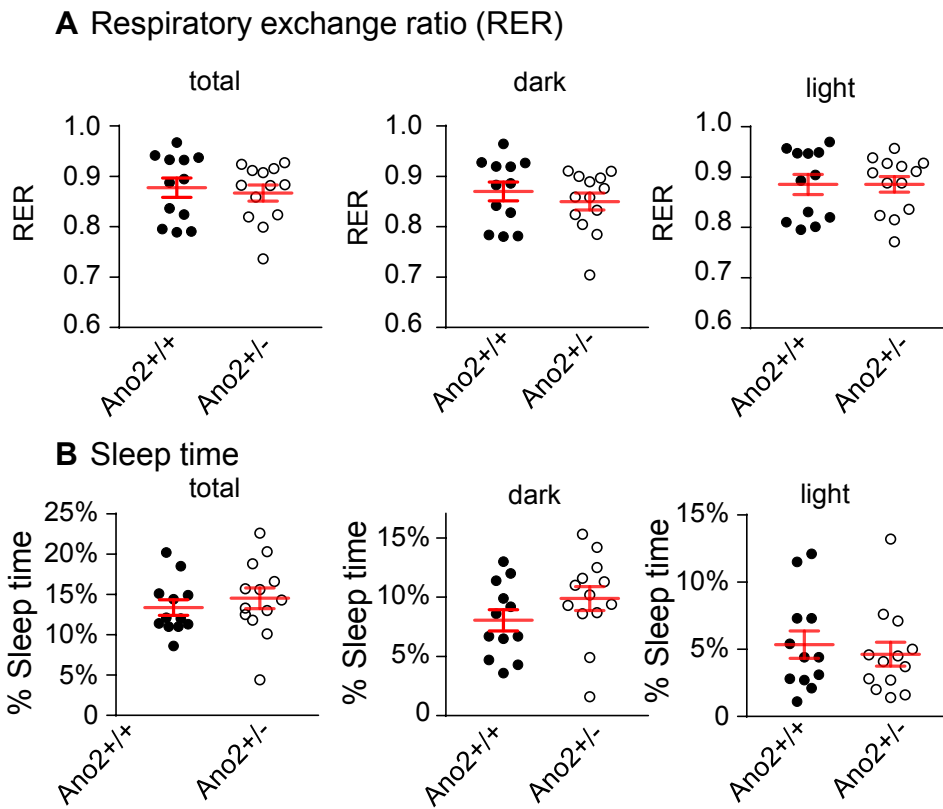 A Respiratory exchange ratio (RER)
total
dark
light
1.0
0.9
0.8
0.7
0.6
RER
Ano2+/+
Ano2+/-
1.0
0.9
0.8
0.7
0.6
RER
Ano2+/+
Ano2+/-
1.0
0.9
0.8
0.7
0.6
RER
Ano2+/+
Ano2+/-
B Sleep time
total
dark
light
25%
20%
15%
10%
5%
0
% Sleep time
Ano2+/+
Ano2+/-
15%
10%
5%
0
% Sleep time
Ano2+/+
Ano2+/-
15%
10%
5%
0
% Sleep time
Ano2+/+
Ano2+/-